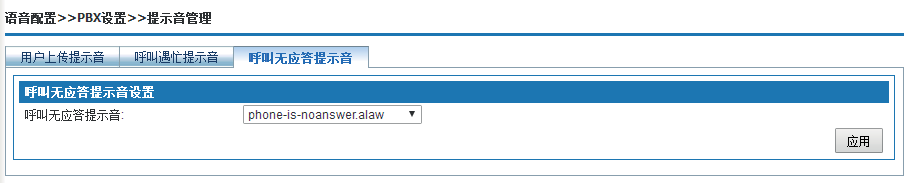 语音配置>>PBX设置>>提示音管理
用户上传提示音 呼叫遇忙提示音 呼叫无应答提示音
呼叫无应答提示音设置
呼叫无应答提示音: phone-is-noanswer.alaw
应用